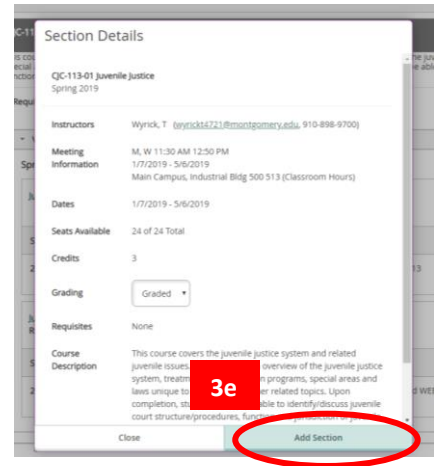 Section Details
CJC-113-01 Juvenile Justice
Spring 2019
Instructors Wyrick, T (wyrickt4721@montgomery.edu, 910-898-9700)
Meeting Information M, W 11:30 AM 12:50 PM
1/7/2019 - 5/6/2019
Main Campus, Industrial Bldg 500 513 (Classroom Hours)
Dates 1/7/2019 - 5/6/2019
Seats Available 24 of 24 Total
Credits 3
Grading Graded
Requisites None
Course Description This course covers the juvenile justice system and related
juvenile issues. overview of the juvenile justice
system, programs, special areas and
laws unique to related topics. Upon
completion, able to identify/discuss juvenile
court structure/procedures,
3e
Close Add Section